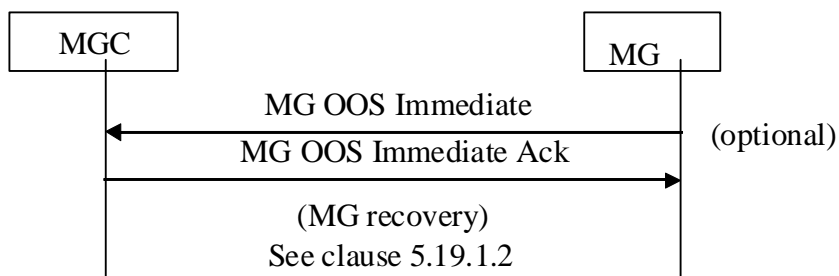 MGC
MG
MG OOS Immediate
(optional)
MG OOS Immediate Ack
(MG recovery)
See clause 5.19.1.2